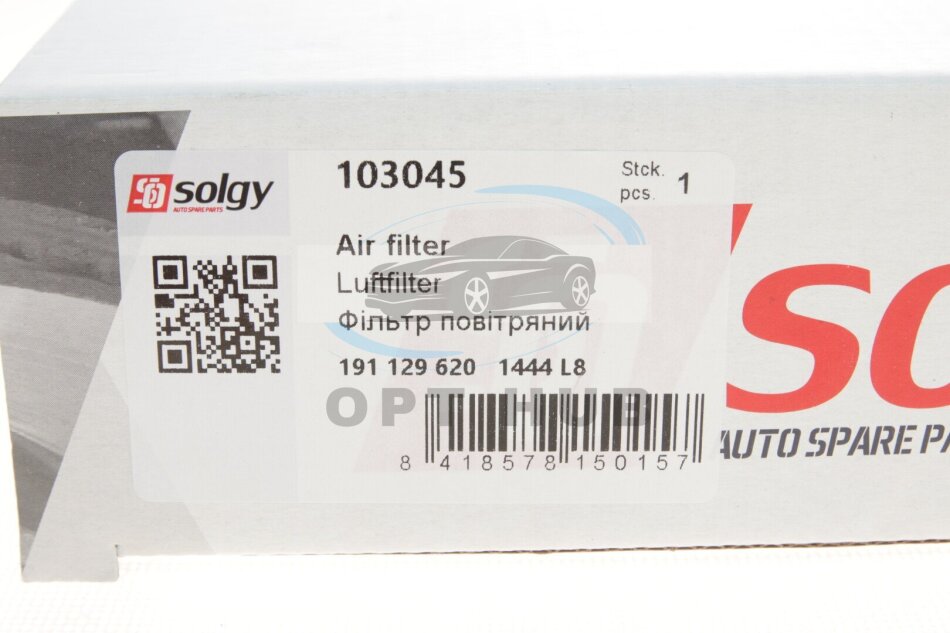 solgy
AUTO SPARE PARTS
103045
Stck.
pcs. 1
Air filter
Luftfilter
Фільтр повітряний
191 129 620 1444 L8
OPT HUB
8 418578 150157
so
AUTO SPARE PA